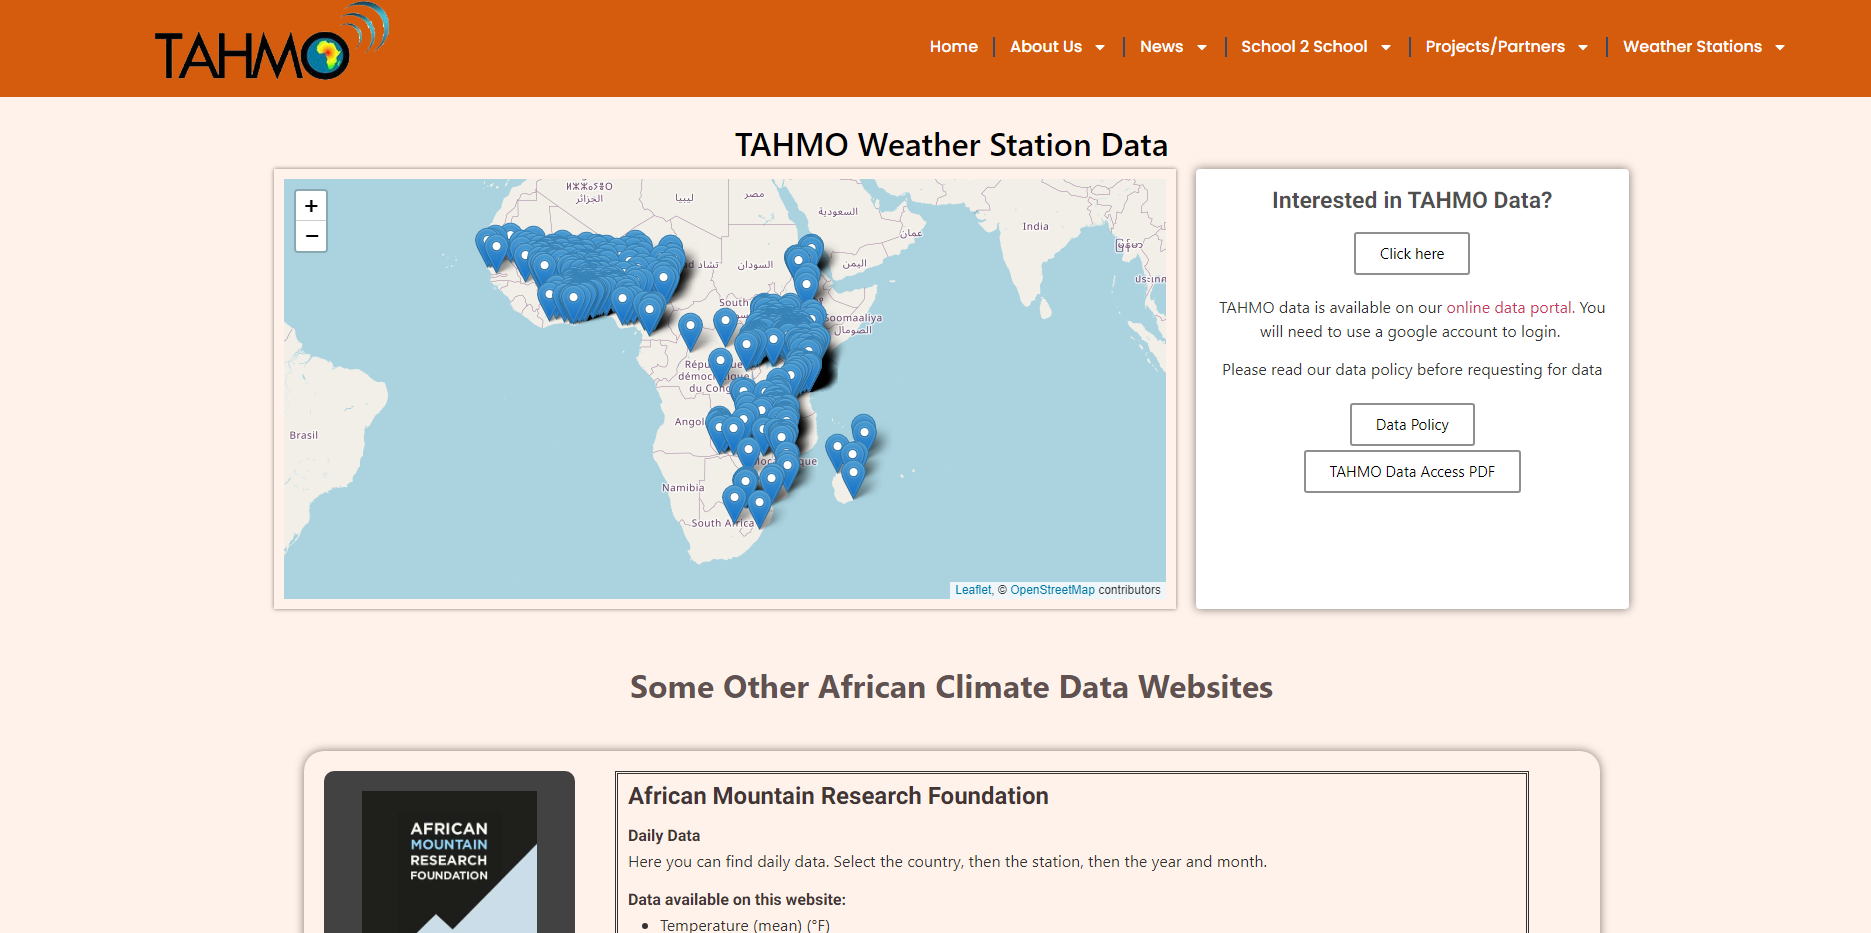 TAHMO
Home
About Us
News
School 2 School
Projects/Partners
Weather Stations
TAHMO Weather Station Data
+
−
ⵍⵣⵣⴰⵢⴻⵔ
الجزائر
ليبيا
مصر
السعودية
عمان
India
မြန်မာ
تشاد
السودان
اليمن
South
Soomaaliya
الصومال
du Congo
Angola
Brasil
Namibia
South Africa
Leaflet, © OpenStreetMap contributors
Interested in TAHMO Data?
Click here
TAHMO data is available on our online data portal. You
will need to use a google account to login.
Please read our data policy before requesting for data
Data Policy
TAHMO Data Access PDF
Some Other African Climate Data Websites
AFRICAN
MOUNTAIN
RESEARCH
FOUNDATION
African Mountain Research Foundation
Daily Data
Here you can find daily data. Select the country, then the station, then the year and month.
Data available on this website:
• Temperature (mean) (°F)